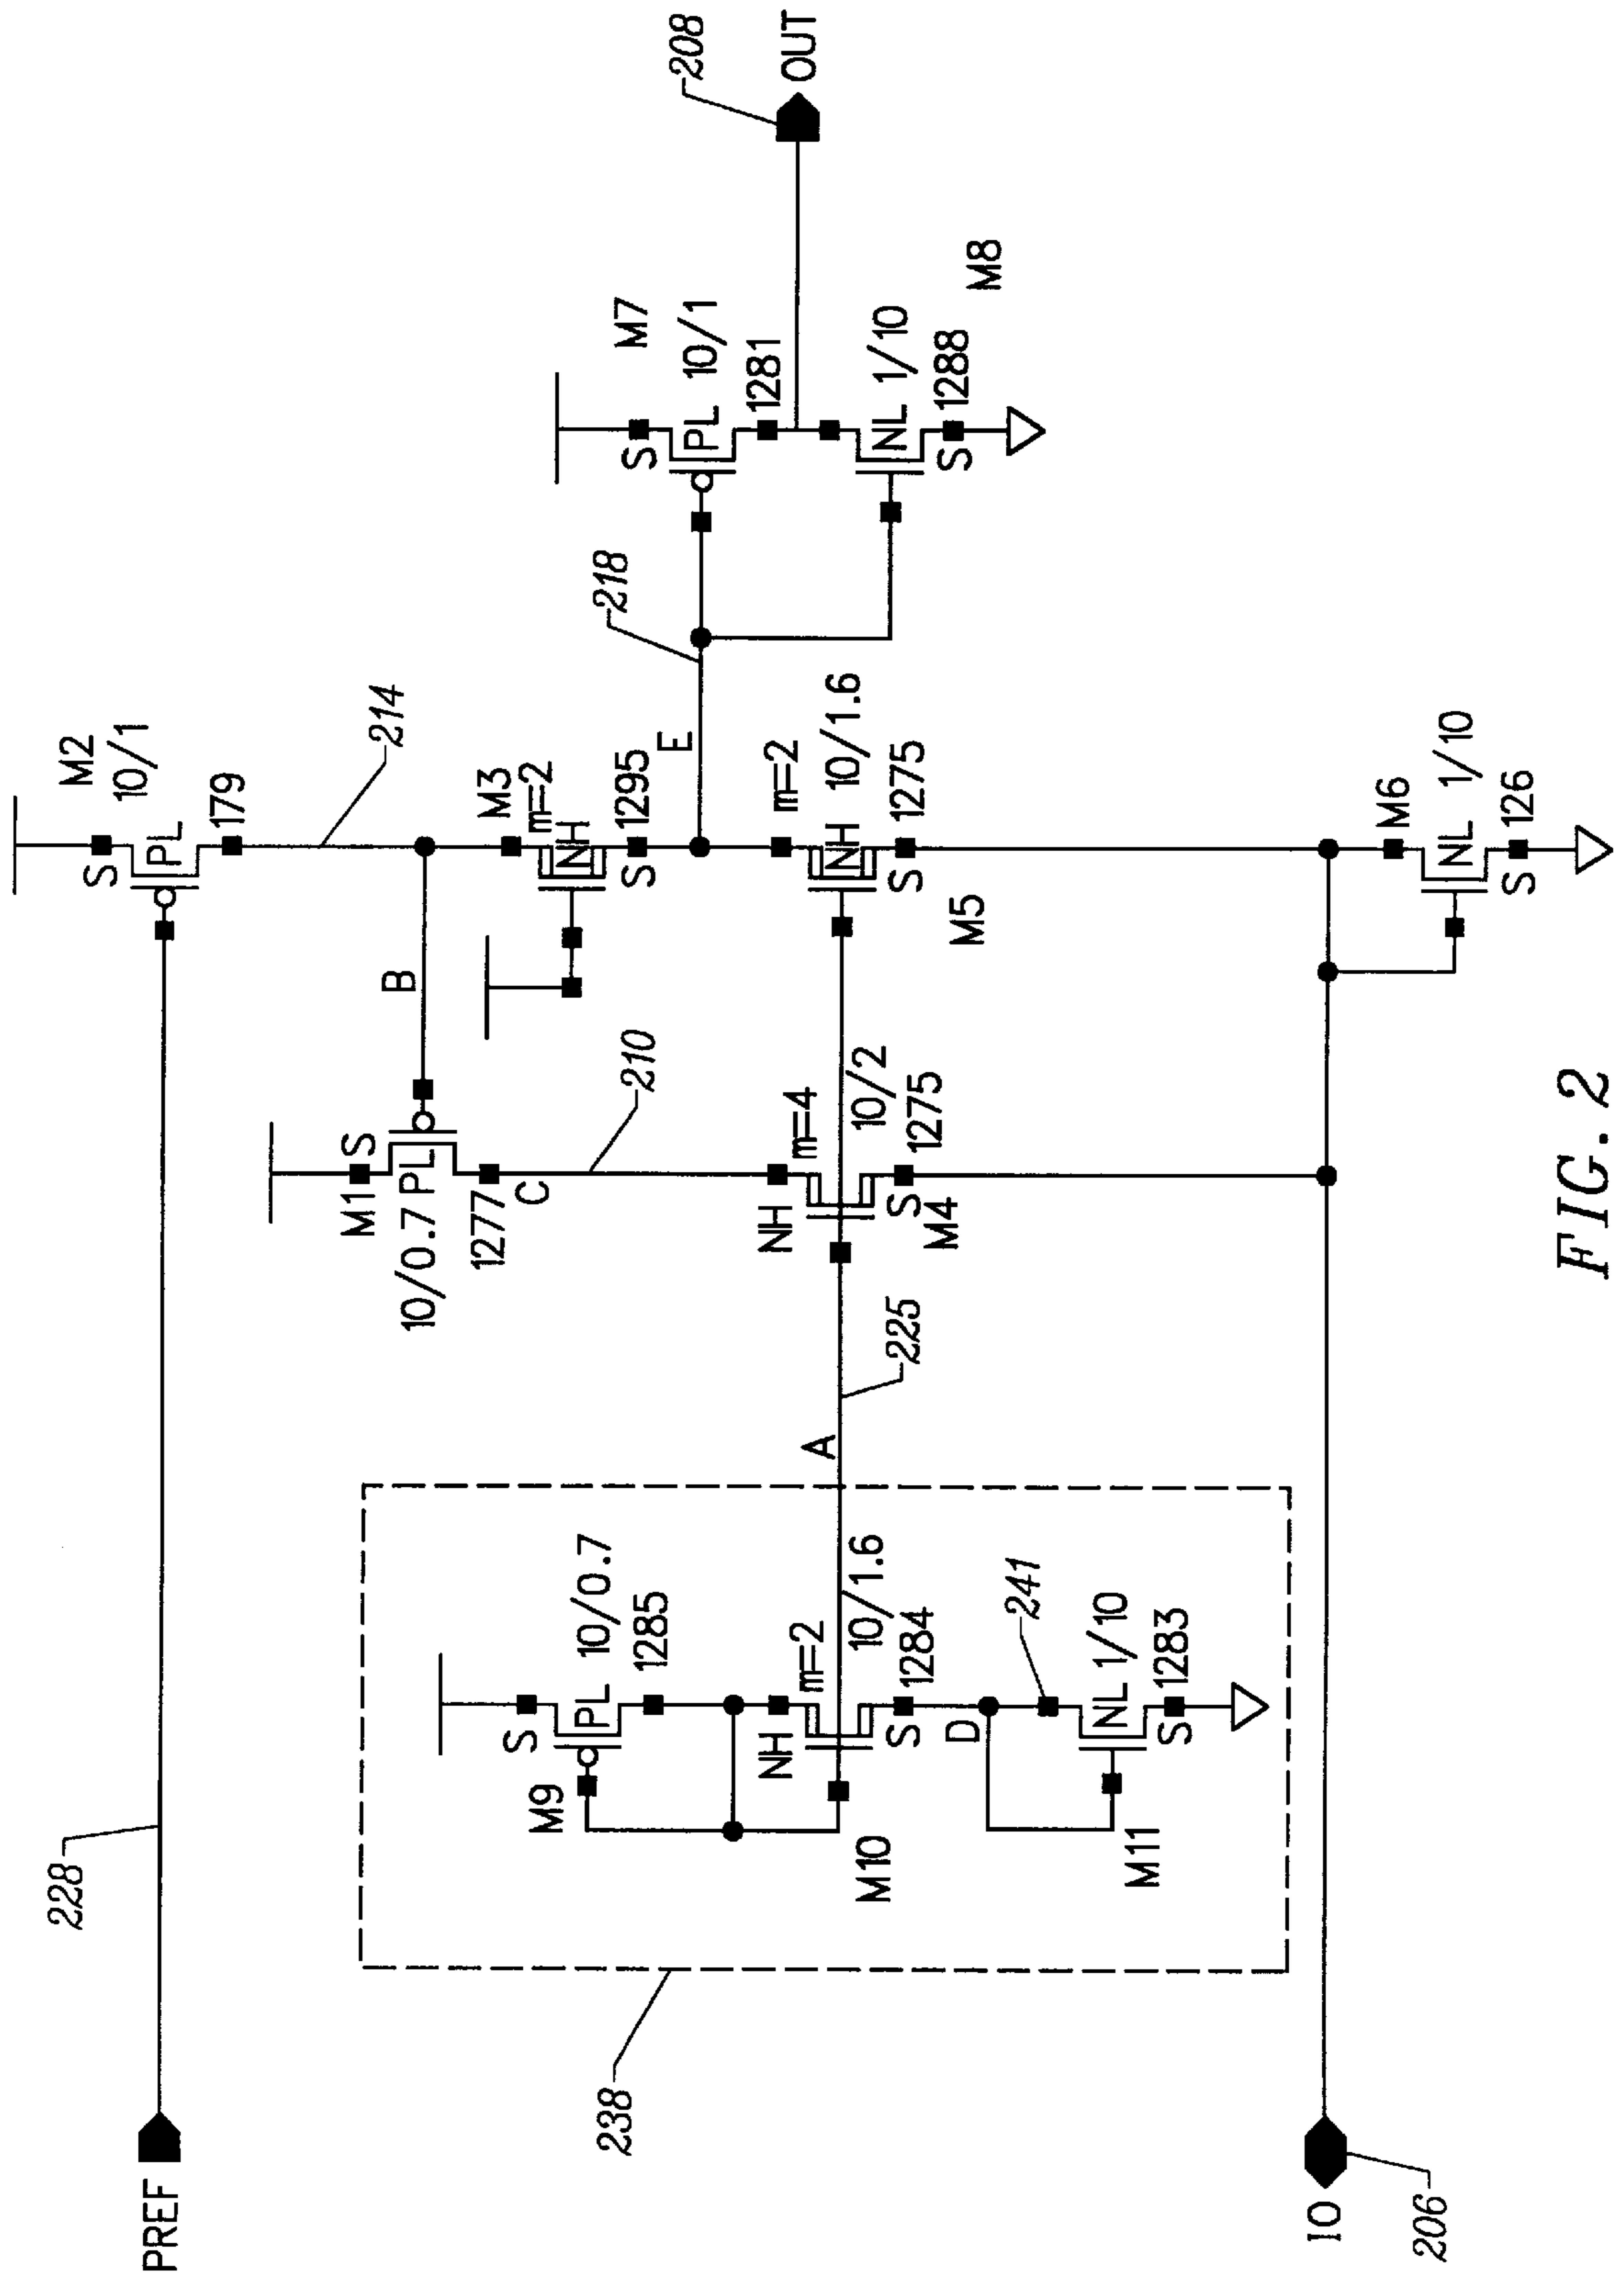 PREF
228
M2
10/1
S
PL
179
214
B
M1
S
10/0.7 PL
1277
C
210
M3
m=2
NH
S
1295
E
218
M7
S
PL 10/1
1281
208
OUT
NL 1/10
S
1288
M8
238
M9
S
PL 10/0.7
1285
NH
m=2
10/1.6
M10
S
1284
D
241
M11
NL 1/10
S
1283
A
225
NH
m=4
10/2
S
1275
M4
m=2
NH
10/1.6
S
1275
M5
M6
NL 1/10
S
126
IO
206
FIG. 2